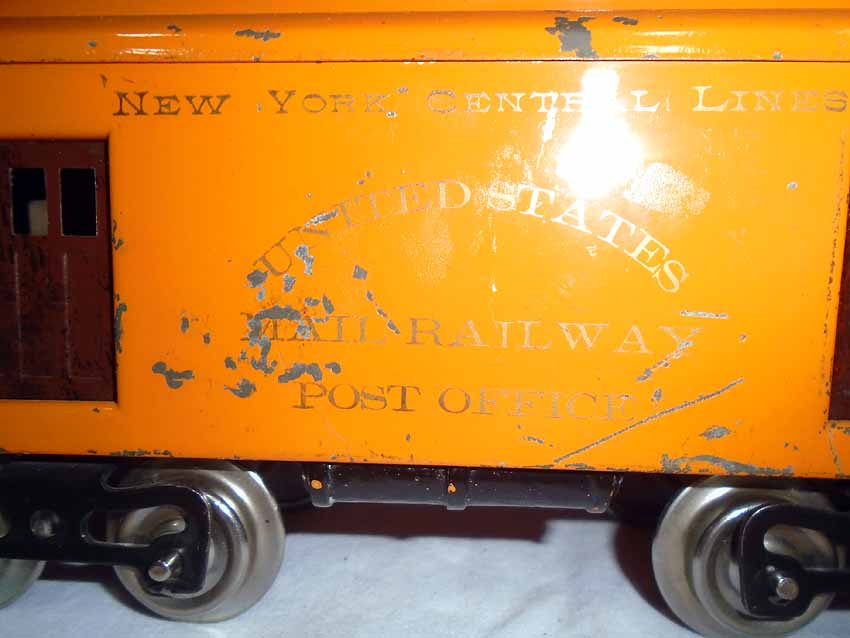 NEW YORK CENTRAL LINES
UNITED STATES
MAIL RAILWAY
POST OFFICE